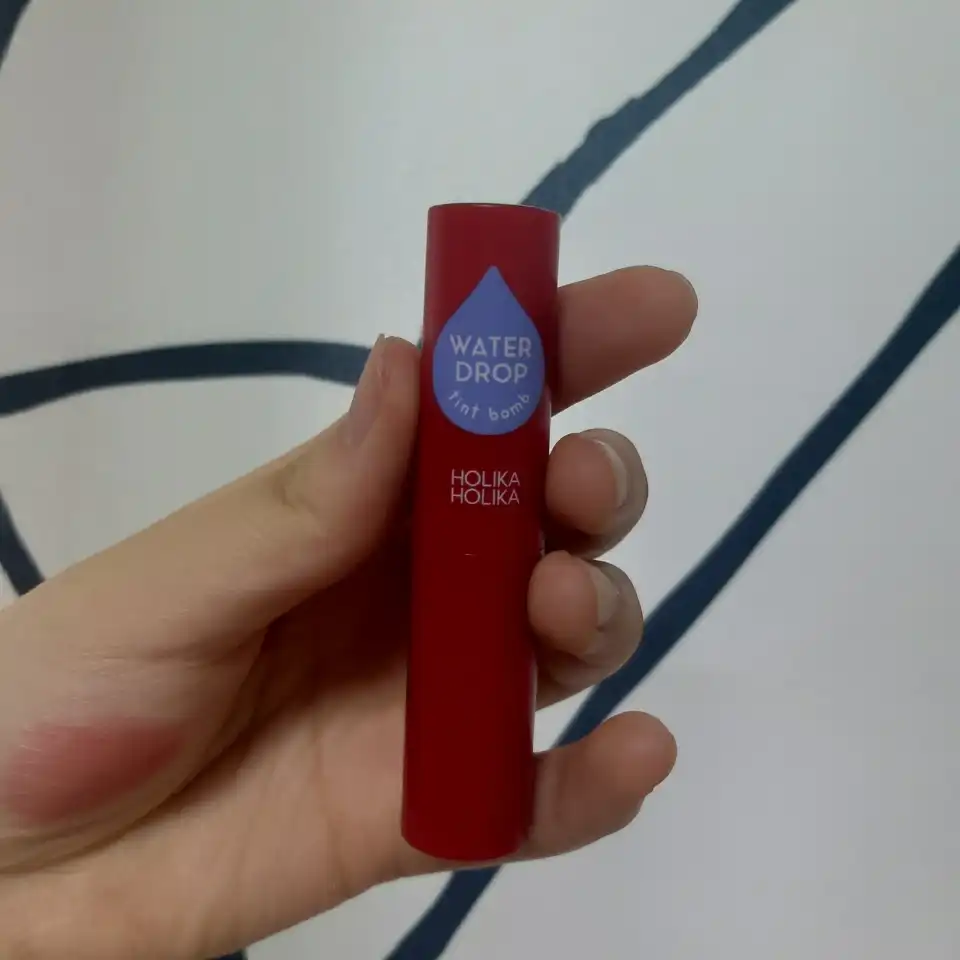 WATER
DROP
tint bomb
HOLIKA
HOLIKA